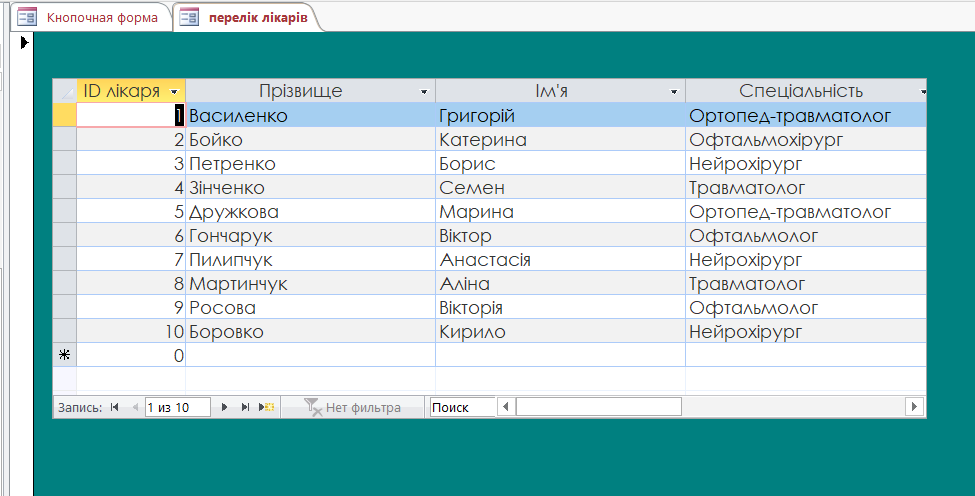 Кнопочная форма перелік лікарів
ID лікаря Прізвище Ім'я Спеціальність
1 Василенко Григорій Ортопед-травматолог
2 Бойко Катерина Офтальмохірург
3 Петренко Борис Нейрохірург
4 Зінченко Семен Травматолог
5 Дружкова Марина Ортопед-травматолог
6 Гончарук Віктор Офтальмолог
7 Пилипчук Анастасія Нейрохірург
8 Мартинчук Аліна Травматолог
9 Росова Вікторія Офтальмолог
10 Боровко Кирило Нейрохірург
0
Запись: 1 из 10 Нет фильтра Поиск